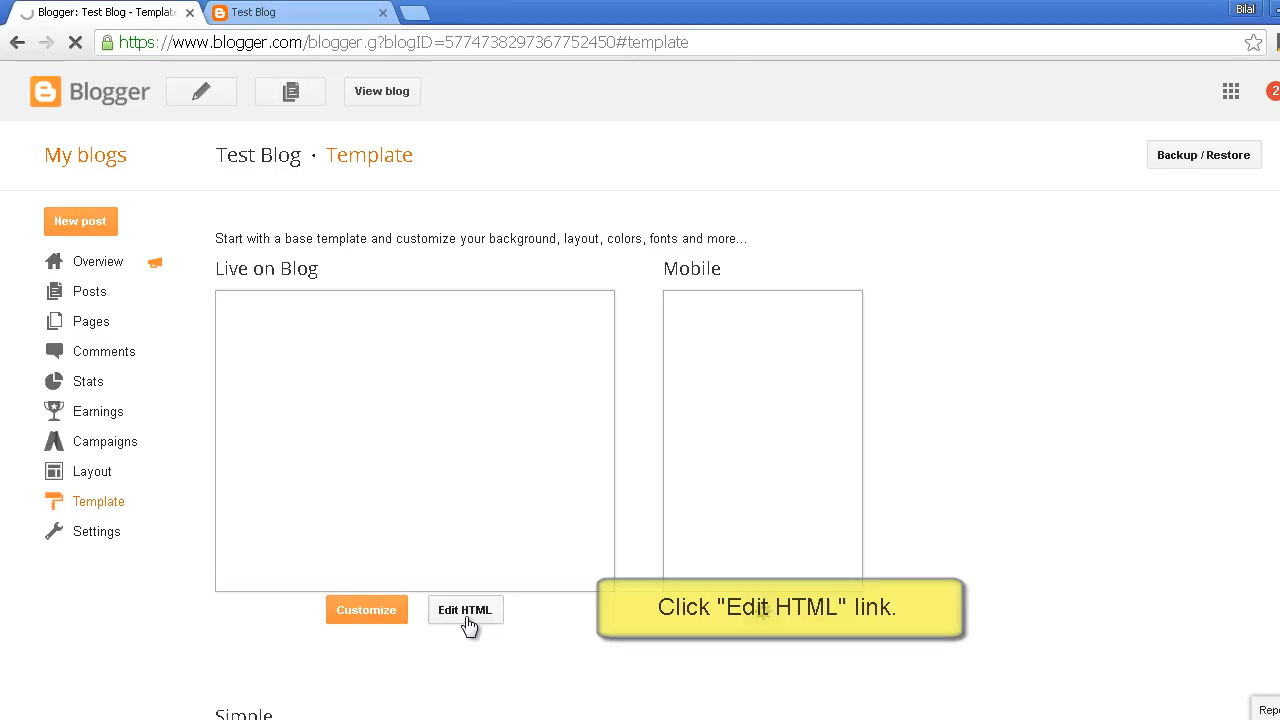 Blogger: Test Blog - Templat
Test Blog
Bilal
https://www.blogger.com/blogger.g?blogID=5774738297367752450#template
Blogger
View blog
2
My blogs
Test Blog · Template
Backup / Restore
New post
Overview
Posts
Pages
Comments
Stats
Earnings
Campaigns
Layout
Template
Settings
Start with a base template and customize your background, layout, colors, fonts and more...
Live on Blog
Mobile
Customize
Edit HTML
Click "Edit HTML" link.
Simple
Repo